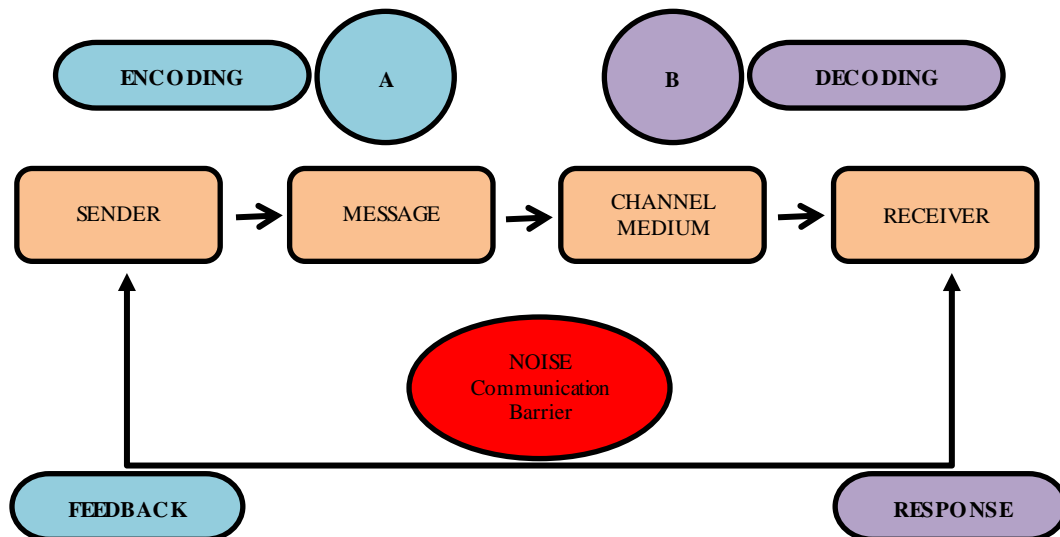 ENCODING
A
B
DECODING
SENDER
MESSAGE
CHANNEL
MEDIUM
RECEIVER
NOISE
Communication
Barrier
FEEDBACK
RESPONSE